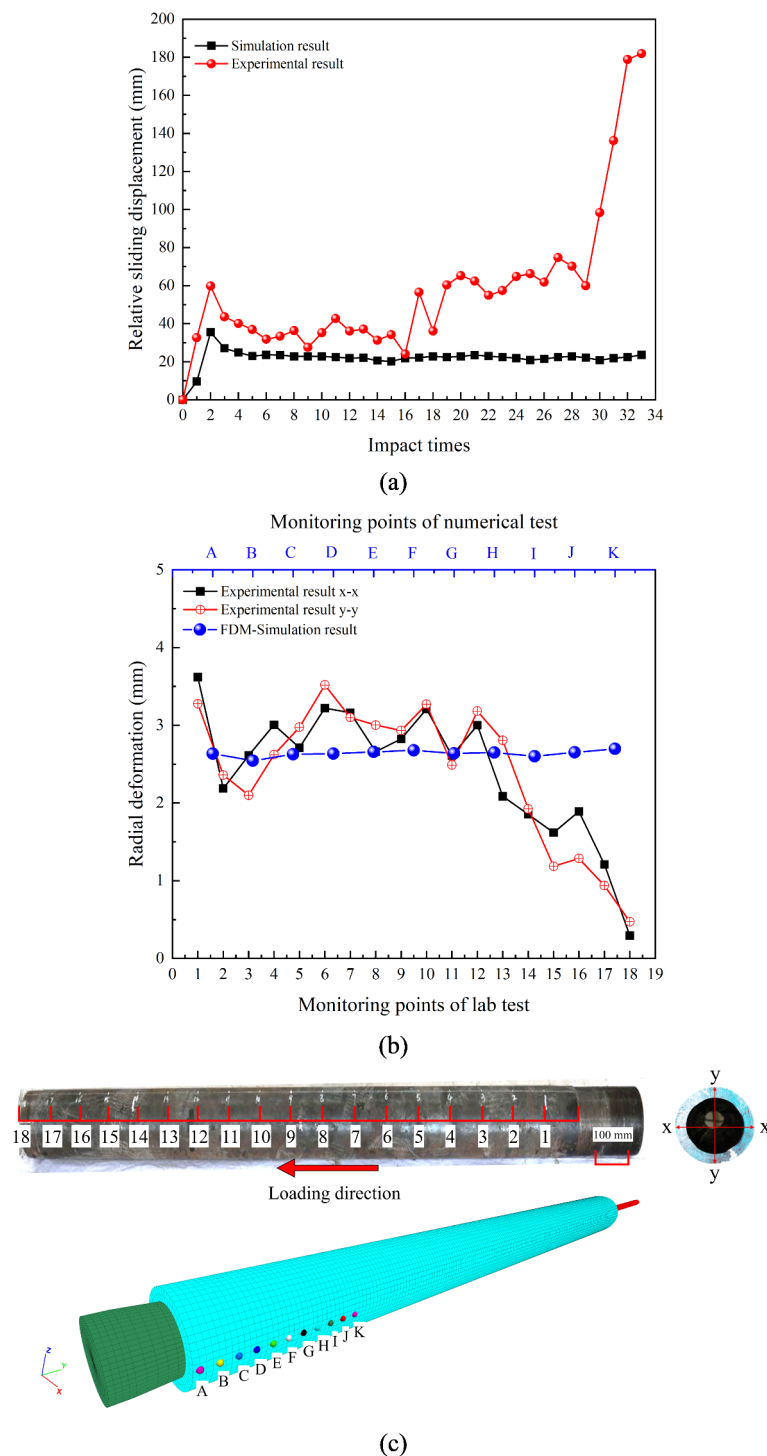 200
180
160
140
120
100
80
60
40
20
0
Relative sliding displacement (mm)
Simulation result
Experimental result
0 2 4 6 8 10 12 14 16 18 20 22 24 26 28 30 32 34
Impact times
(a)
Monitoring points of numerical test
A B C D E F G H I J K
5
4
3
2
1
0
Radial deformation (mm)
Experimental result x-x
Experimental result y-y
FDM-Simulation result
0 1 2 3 4 5 6 7 8 9 10 11 12 13 14 15 16 17 18 19
Monitoring points of lab test
(b)
18 17 16 15 14 13 12 11 10 9 8 7 6 5 4 3 2 1
100 mm
Loading direction
y
x x
y
Z
Y
X
A B C D E F G H I J K
(c)